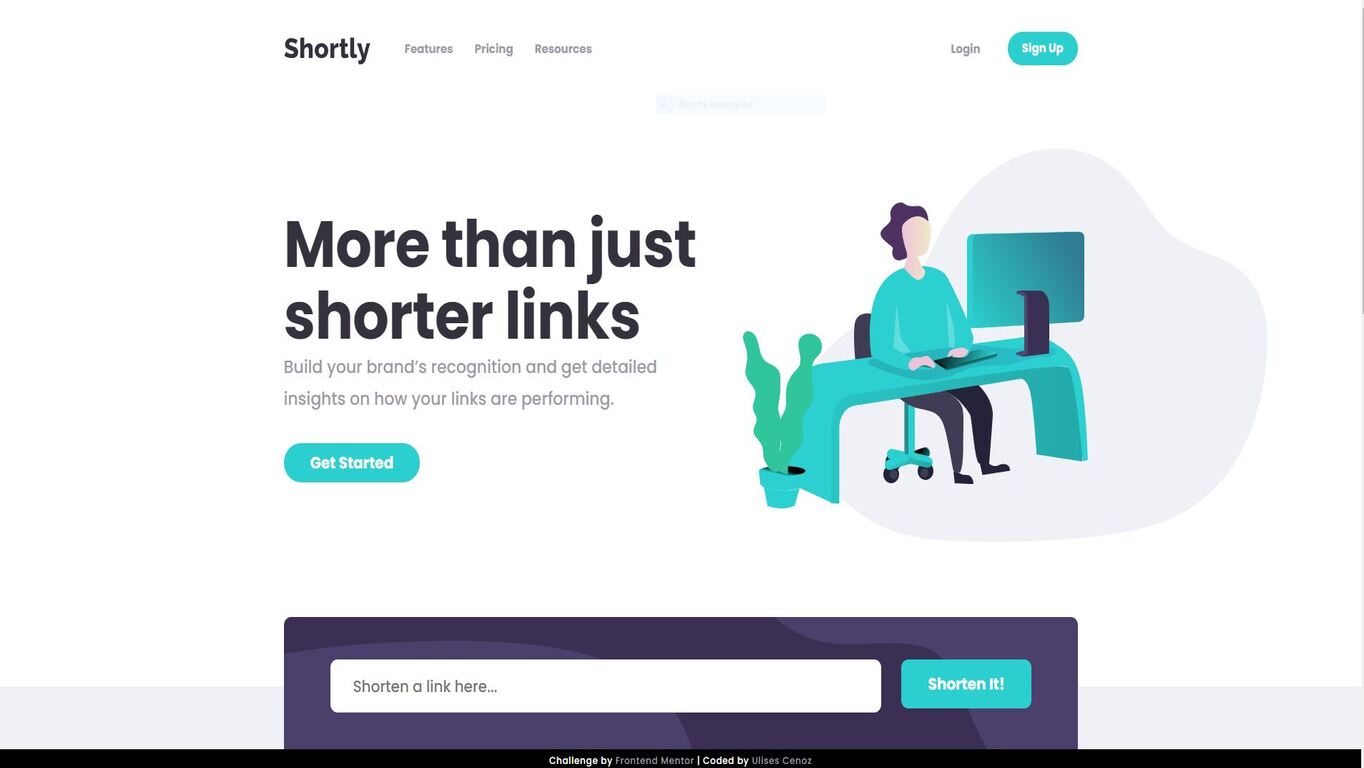 Shortly
Features Pricing Resources
Login Sign Up
Recorte rectangular
More than just
shorter links
Build your brand’s recognition and get detailed
insights on how your links are performing.
Get Started
Shorten a link here...
Shorten It!
Challenge by Frontend Mentor | Coded by Ulises Cenoz